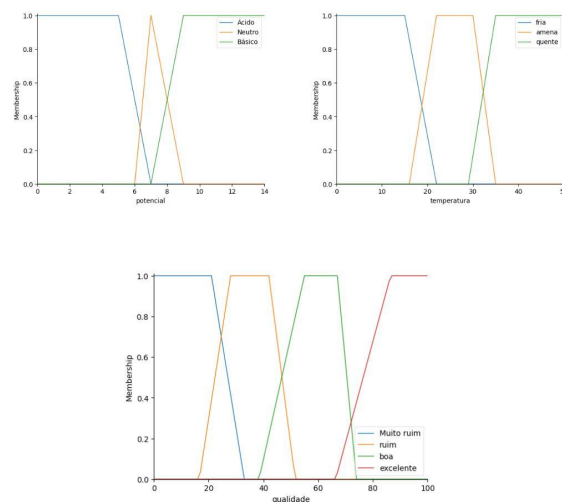 1.0
0.8
0.6
0.4
0.2
0.0
Membership
0 2 4 6 8 10 12 14
potencial
Ácido
Neutro
Básico
1.0
0.8
0.6
0.4
0.2
0.0
Membership
0 10 20 30 40 50
temperatura
fria
amena
quente
1.0
0.8
0.6
0.4
0.2
0.0
Membership
0 20 40 60 80 100
qualidade
Muito ruim
ruim
boa
excelente